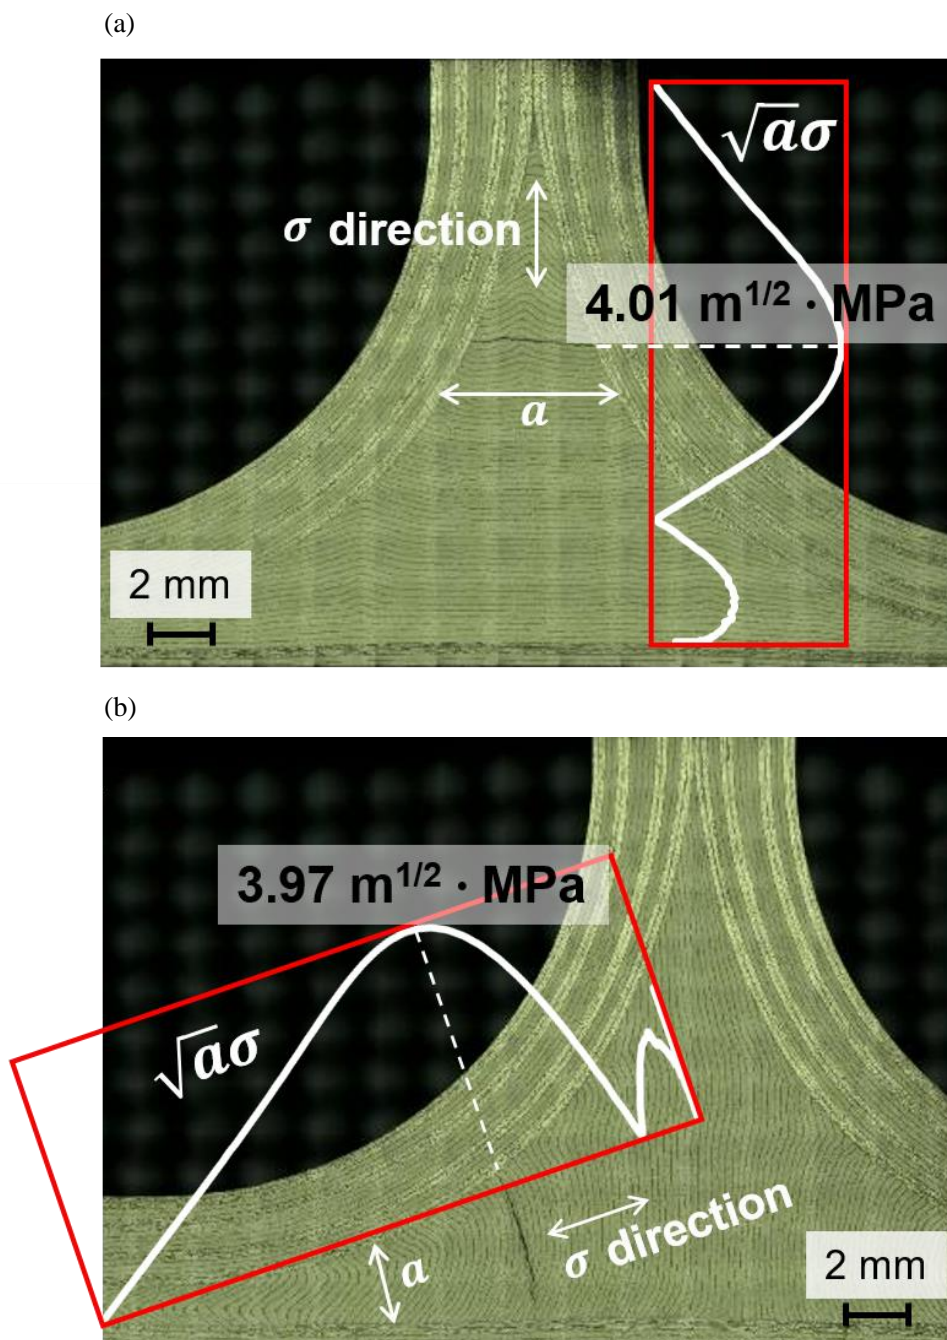 (a)
√aσ
σ direction
4.01 m^1/2 · MPa
a
2 mm
(b)
3.97 m^1/2 · MPa
√aσ
σ direction
a
2 mm